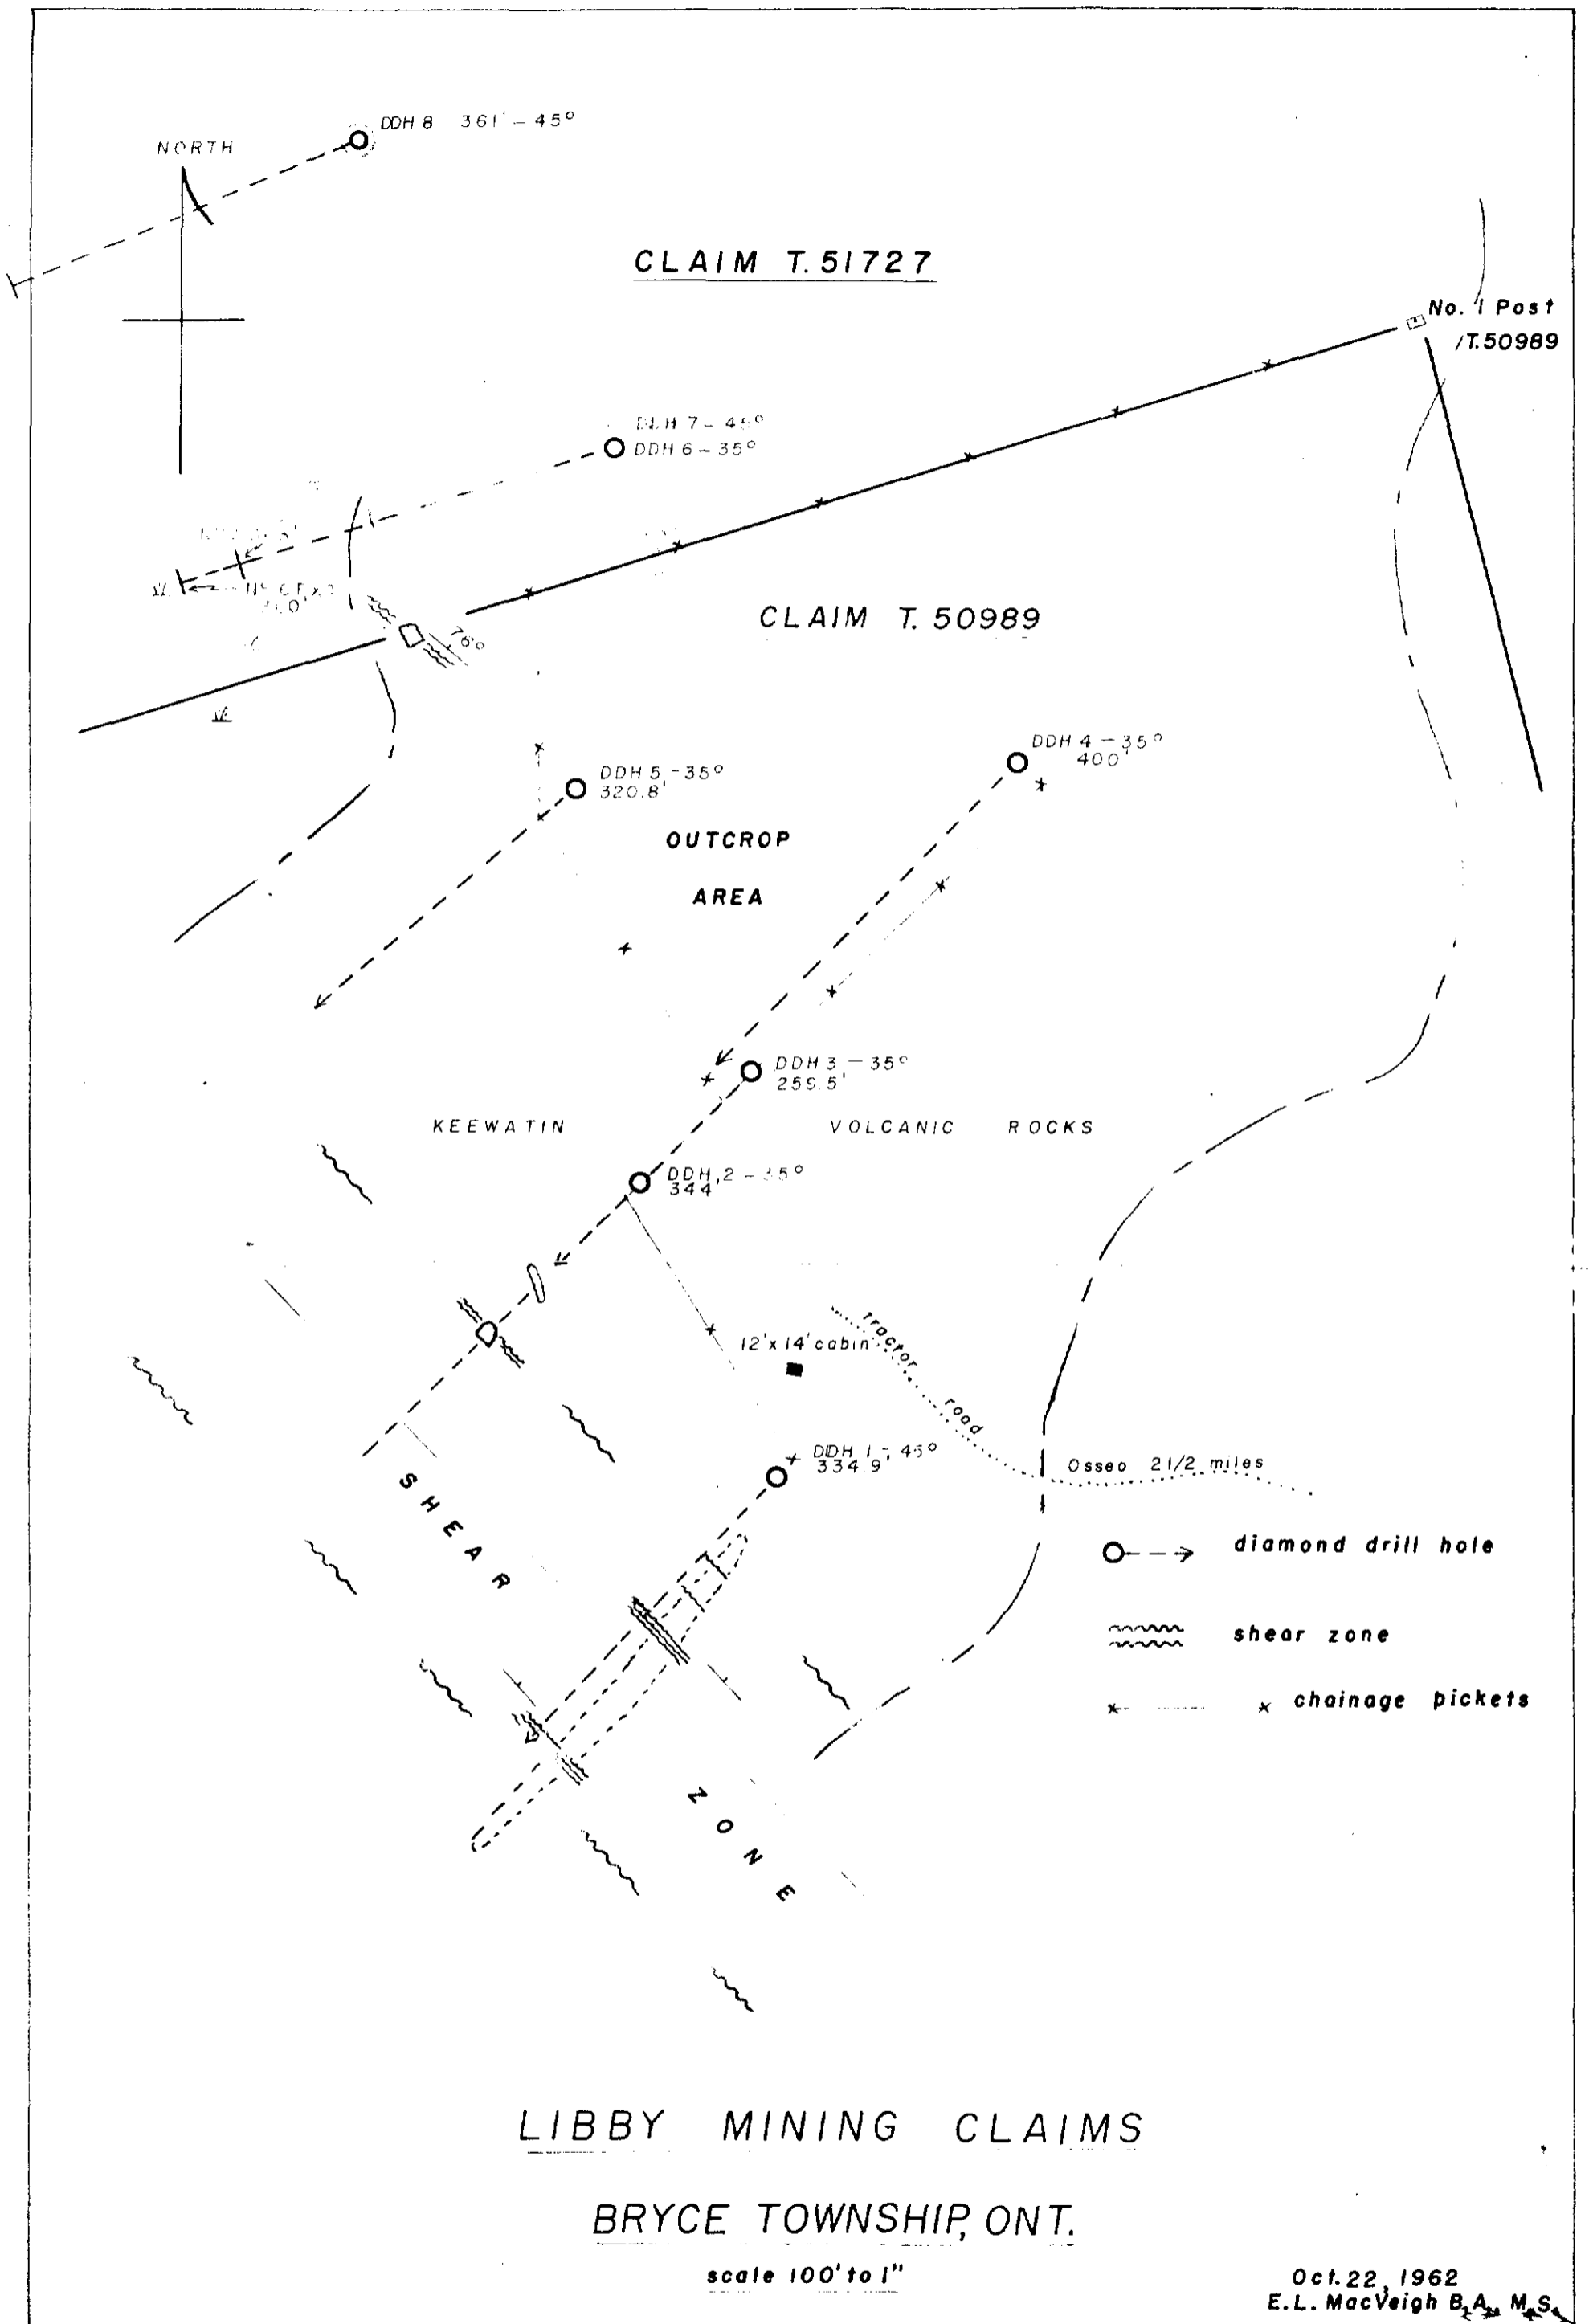 DDH 8 361' - 45°
NORTH
CLAIM T. 51727
No. 1 Post
T. 50989
DDH 7 - 45°
DDH 6 - 35°
76°
CLAIM T. 50989
DDH 4 - 35°
400'
DDH 5 - 35°
320.8'
OUTCROP
AREA
DDH 3 - 35°
259.5'
KEEWATIN VOLCANIC ROCKS
DDH 2 - 35°
344'
12' x 14' cabin
Tractor road
DDH 1 - 45°
334.9'
Osseo 2 1/2 miles
SHEAR ZONE
diamond drill hole
shear zone
chainage pickets
LIBBY MINING CLAIMS
BRYCE TOWNSHIP, ONT.
scale 100' to 1"
Oct. 22, 1962
E.L. MacVeigh B.A., M.S.